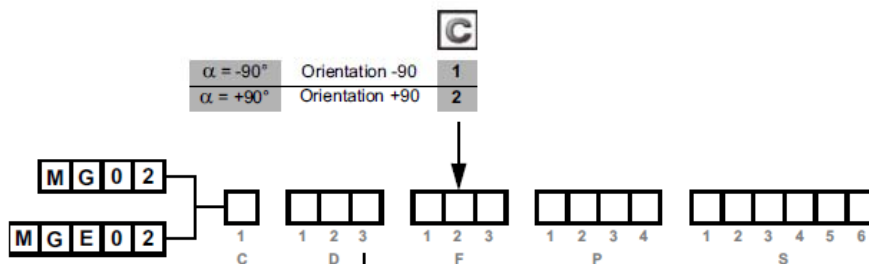 C
α = -90° Orientation -90 1
α = +90° Orientation +90 2
M G 0 2
M G E 0 2
1 1 2 3 1 2 3 1 2 3 4 1 2 3 4 5 6
C D F P S